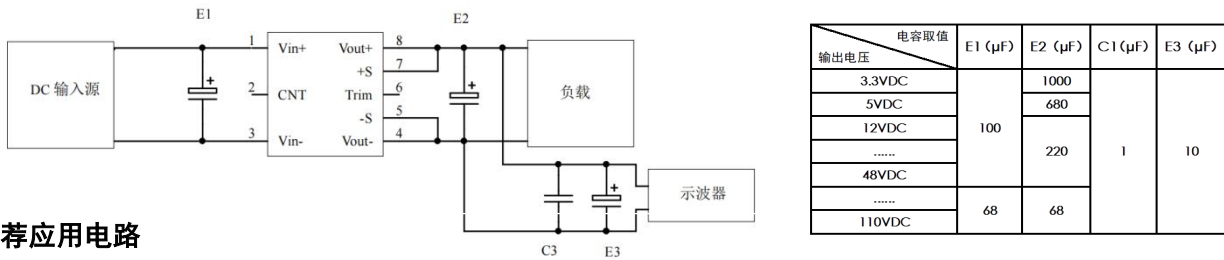 E1
E2
DC 输入源
1 Vin+ Vout+ 8
+S 7
2 CNT Trim 6
-S 5
3 Vin- Vout- 4
+
+
负载
+
示波器
C3 E3
荐应用电路
电容取值
输出电压
E1 (μF) E2 (μF) C1(μF) E3 (μF)
3.3VDC 1000
5VDC 680
12VDC 100
...... 220 1 10
48VDC
...... 68 68
110VDC